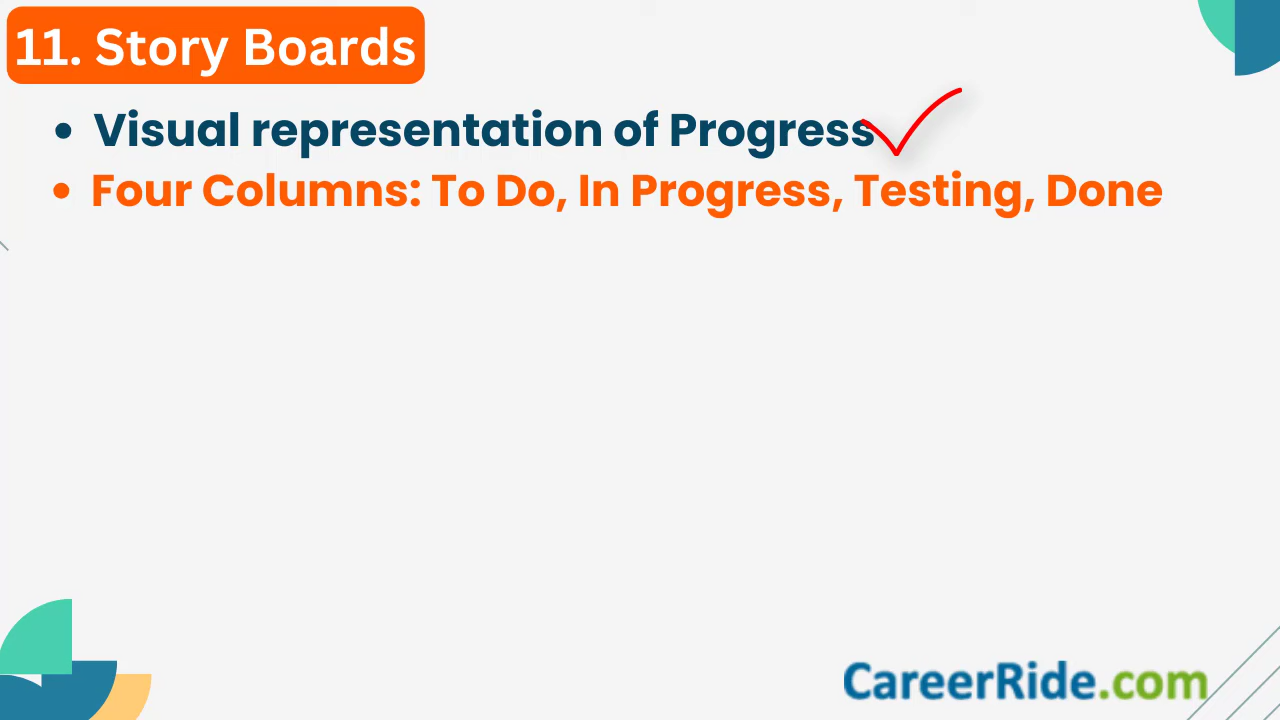 11. Story Boards
• Visual representation of Progress
• Four Columns: To Do, In Progress, Testing, Done
CareerRide.com